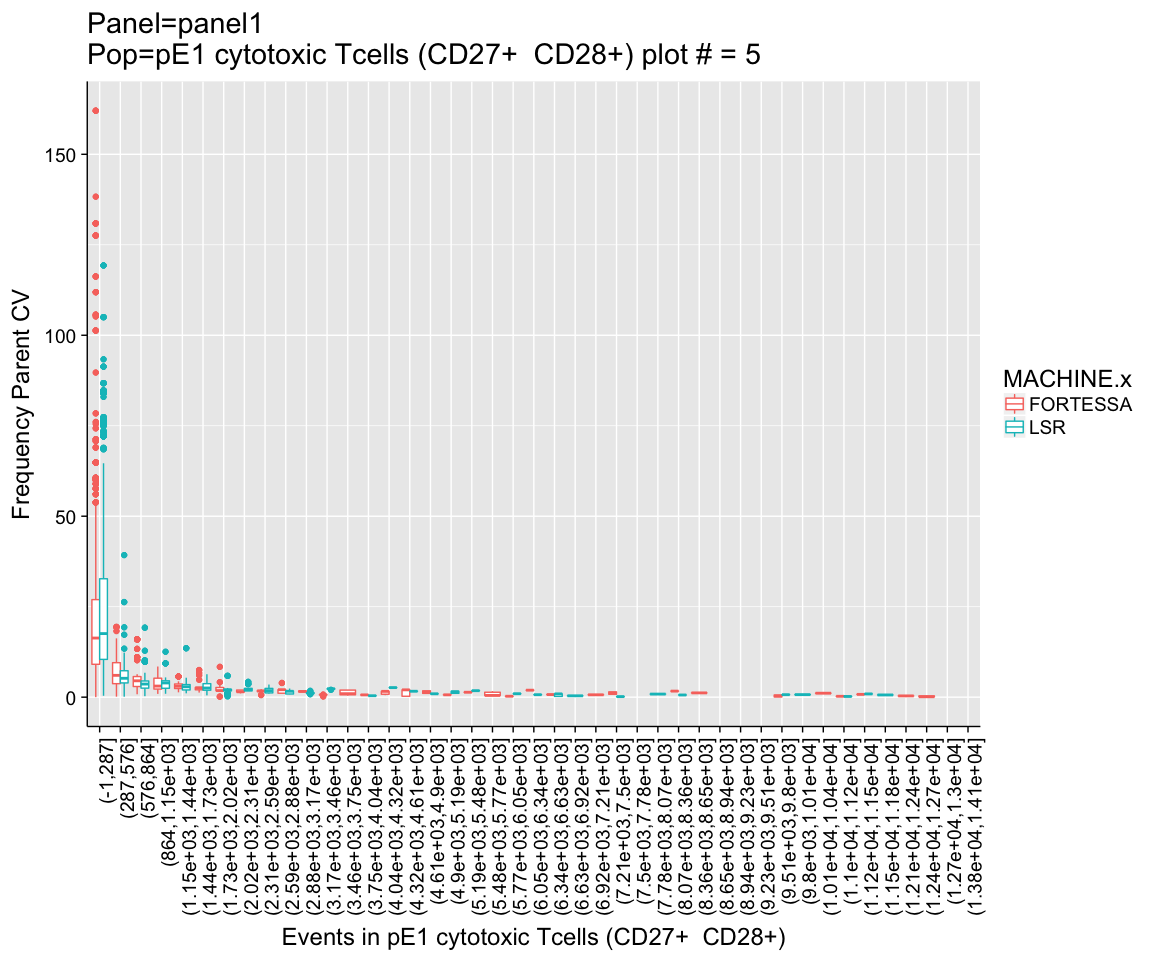 Panel=panel1
Pop=pE1 cytotoxic Tcells (CD27+  CD28+) plot # = 5
Frequency Parent CV
150
100
50
0
MACHINE.x
FORTESSA
LSR
(-1,287]
(287,576]
(576,864]
(864,1.15e+03]
(1.15e+03,1.44e+03]
(1.44e+03,1.73e+03]
(1.73e+03,2.02e+03]
(2.02e+03,2.31e+03]
(2.31e+03,2.59e+03]
(2.59e+03,2.88e+03]
(2.88e+03,3.17e+03]
(3.17e+03,3.46e+03]
(3.46e+03,3.75e+03]
(3.75e+03,4.04e+03]
(4.04e+03,4.32e+03]
(4.32e+03,4.61e+03]
(4.61e+03,4.9e+03]
(4.9e+03,5.19e+03]
(5.19e+03,5.48e+03]
(5.48e+03,5.77e+03]
(5.77e+03,6.05e+03]
(6.05e+03,6.34e+03]
(6.34e+03,6.63e+03]
(6.63e+03,6.92e+03]
(6.92e+03,7.21e+03]
(7.21e+03,7.5e+03]
(7.5e+03,7.78e+03]
(7.78e+03,8.07e+03]
(8.07e+03,8.36e+03]
(8.36e+03,8.65e+03]
(8.65e+03,8.94e+03]
(8.94e+03,9.23e+03]
(9.23e+03,9.51e+03]
(9.51e+03,9.8e+03]
(9.8e+03,1.01e+04]
(1.01e+04,1.04e+04]
(1.1e+04,1.12e+04]
(1.12e+04,1.15e+04]
(1.15e+04,1.18e+04]
(1.21e+04,1.24e+04]
(1.24e+04,1.27e+04]
(1.27e+04,1.3e+04]
(1.38e+04,1.41e+04]
Events in pE1 cytotoxic Tcells (CD27+  CD28+)